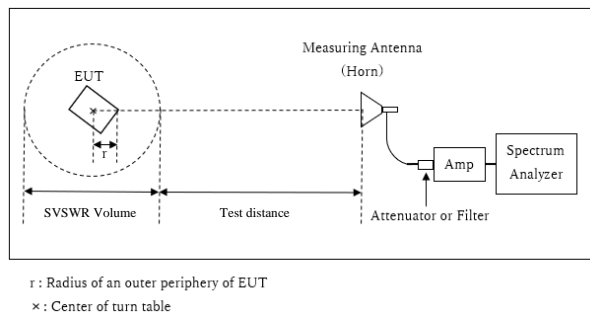 Measuring Antenna
(Horn)
EUT
r
Amp
Spectrum
Analyzer
SVSWR Volume
Test distance
Attenuator or Filter
r : Radius of an outer periphery of EUT
× : Center of turn table